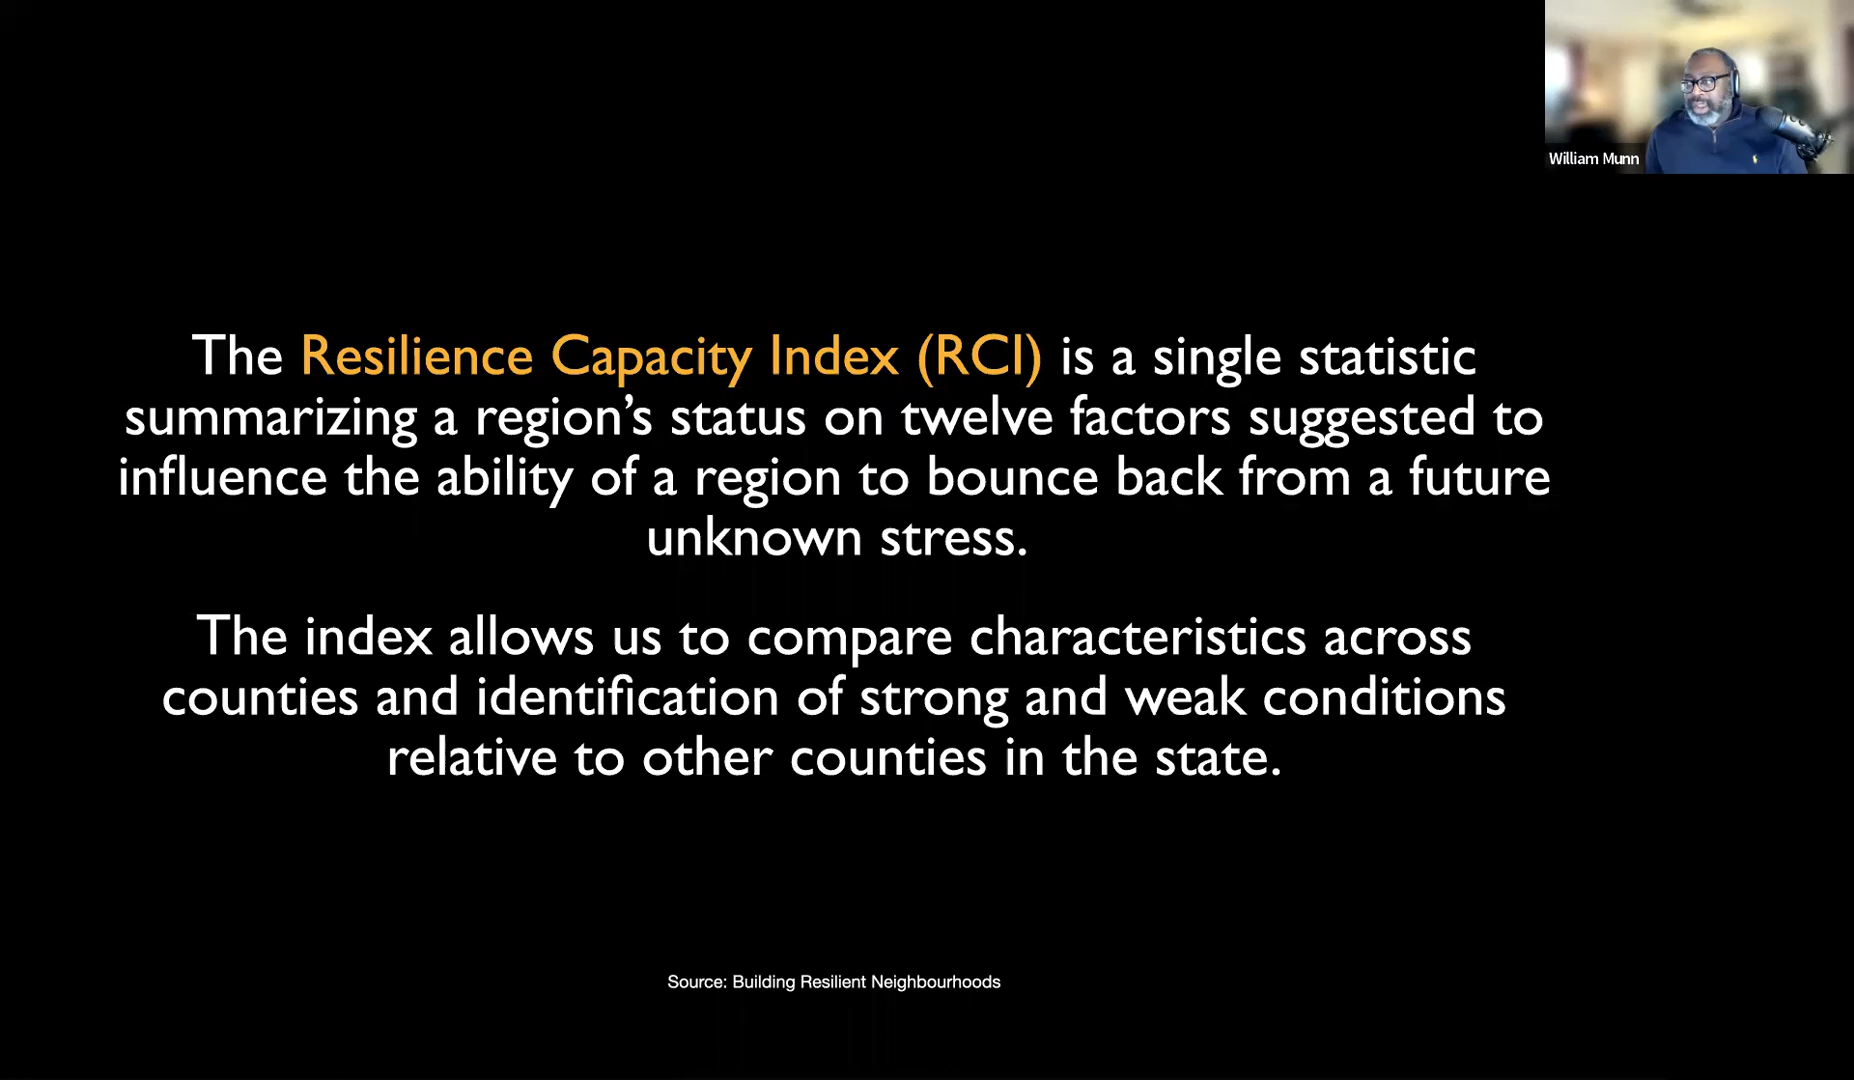 William Munn
The Resilience Capacity Index (RCI) is a single statistic
summarizing a region’s status on twelve factors suggested to
influence the ability of a region to bounce back from a future
unknown stress.
The index allows us to compare characteristics across
counties and identification of strong and weak conditions
relative to other counties in the state.
Source: Building Resilient Neighbourhoods